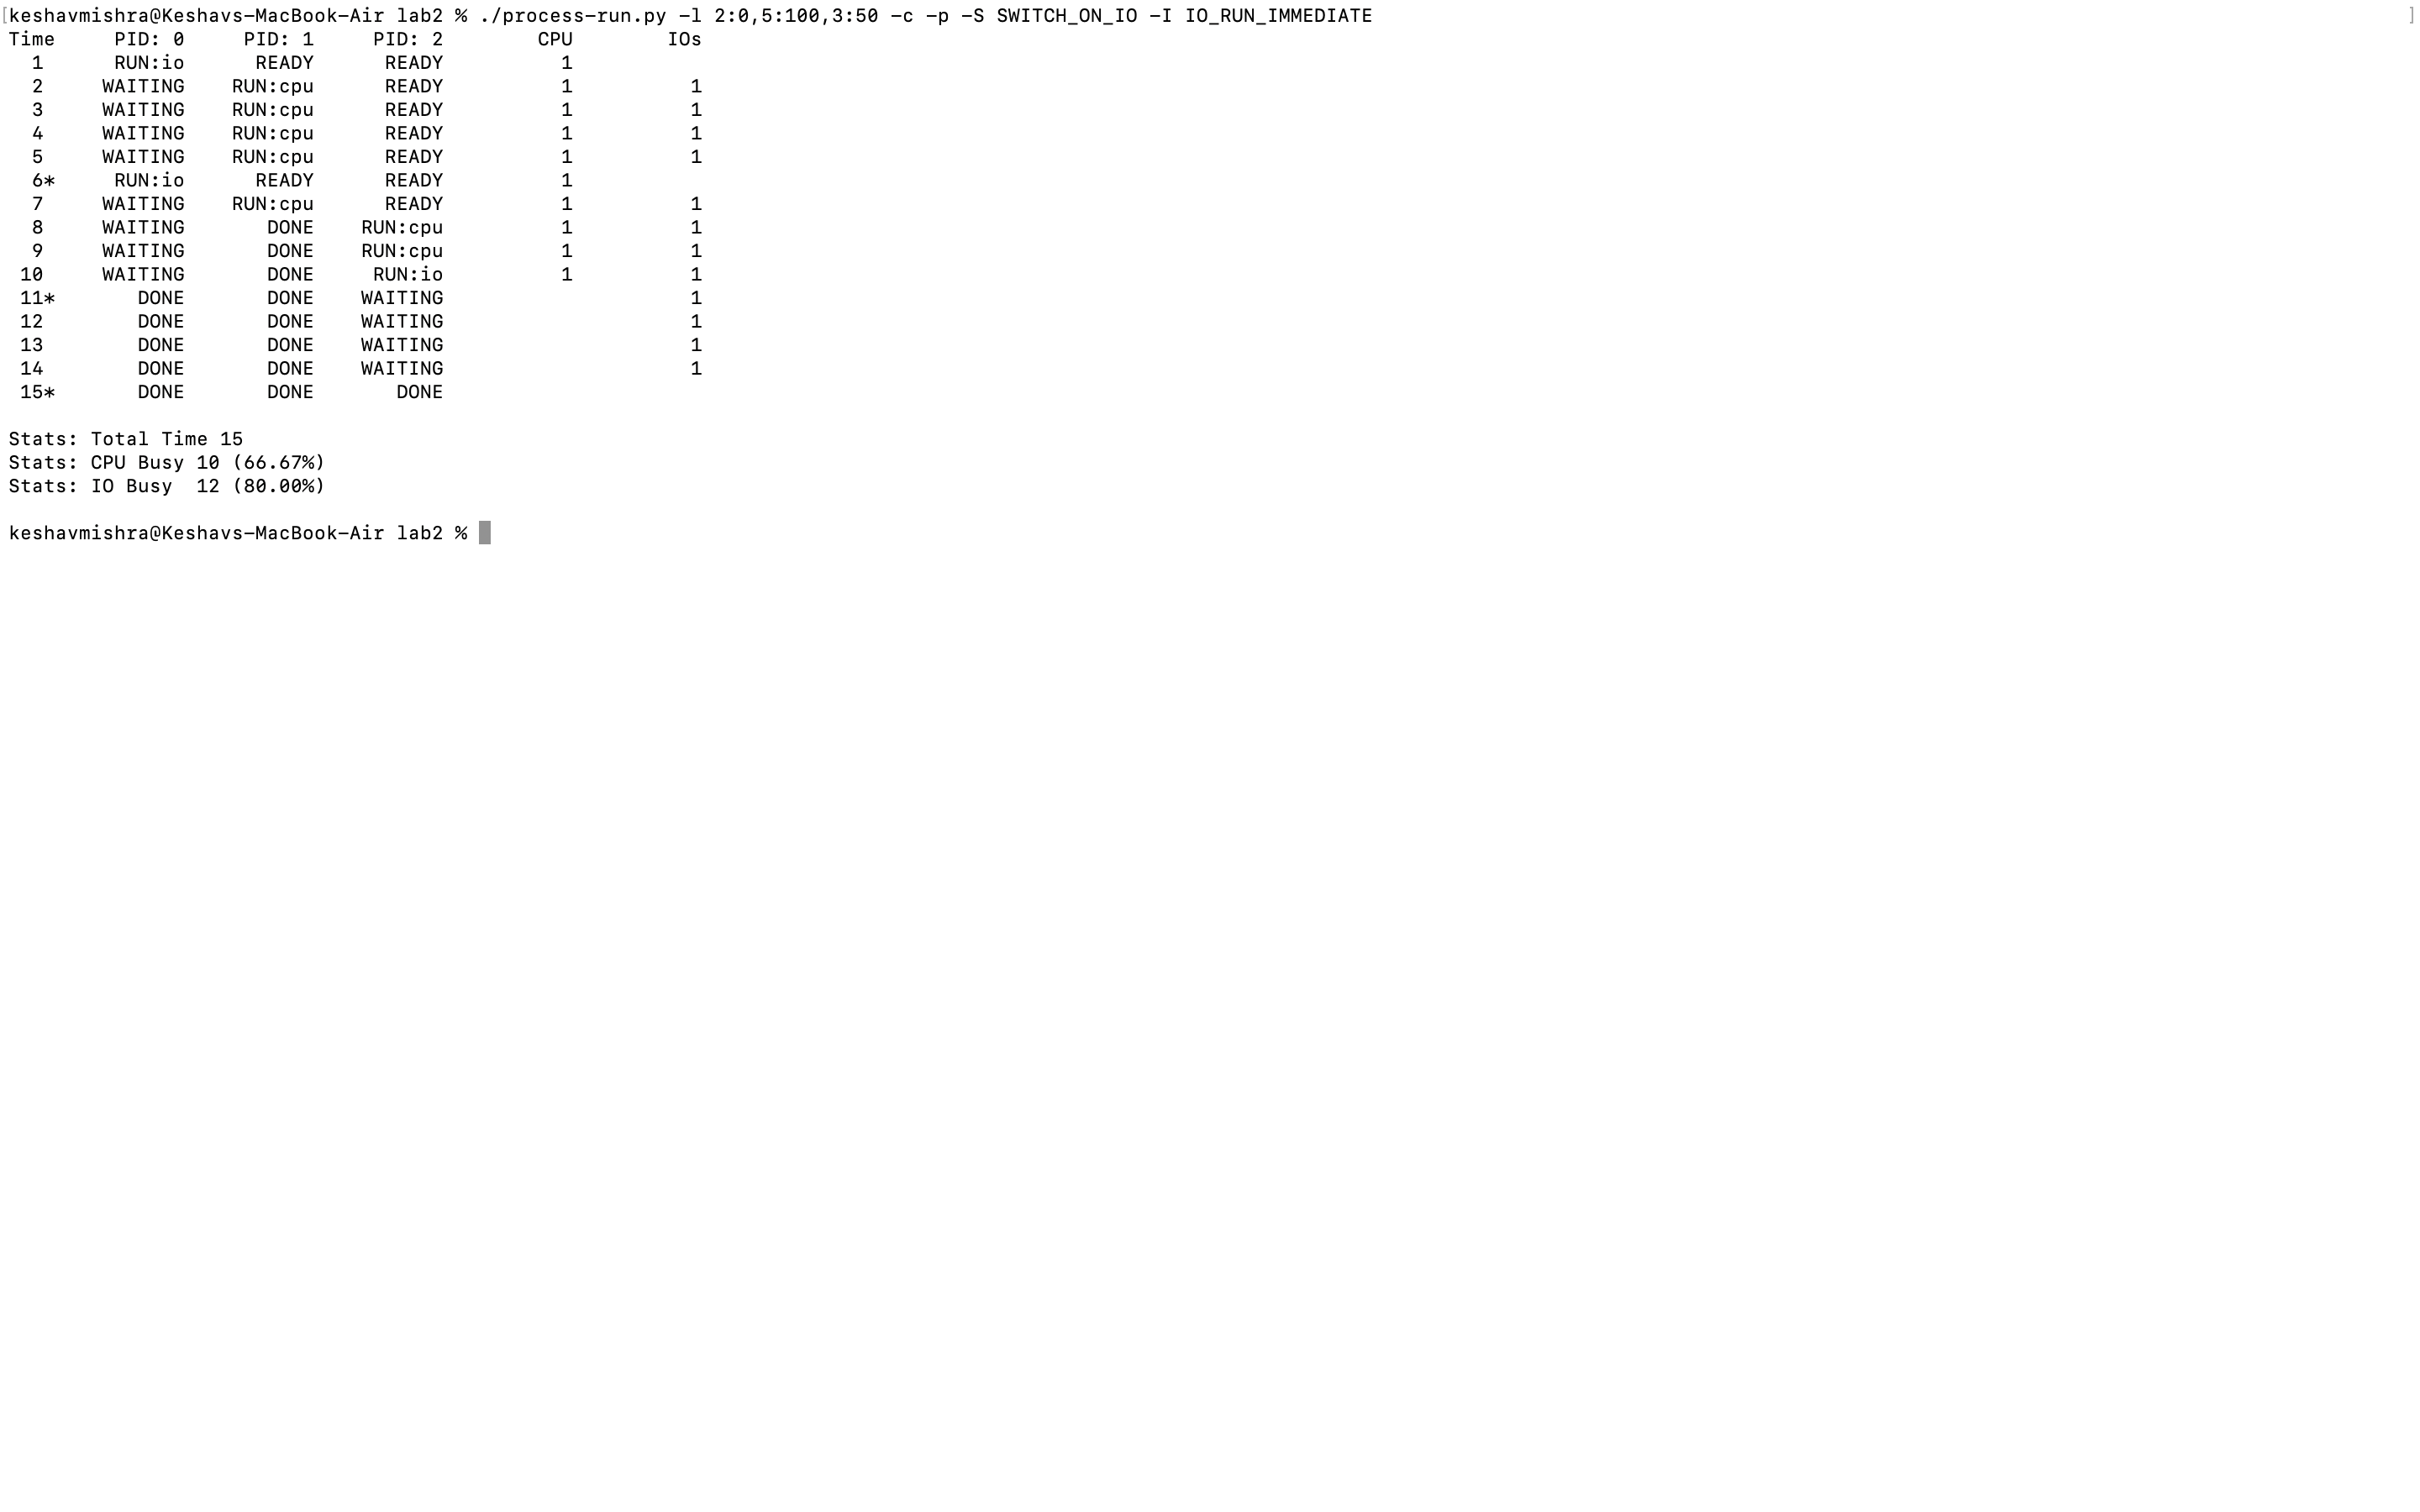 [keshavmishra@Keshavs-MacBook-Air lab2 % ./process-run.py -l 2:0,5:100,3:50 -c -p -S SWITCH_ON_IO -I IO_RUN_IMMEDIATE ]
Time     PID: 0     PID: 1     PID: 2        CPU        IOs
  1      RUN:io      READY      READY          1
  2     WAITING    RUN:cpu      READY          1          1
  3     WAITING    RUN:cpu      READY          1          1
  4     WAITING    RUN:cpu      READY          1          1
  5     WAITING    RUN:cpu      READY          1          1
  6*     RUN:io      READY      READY          1
  7     WAITING    RUN:cpu      READY          1          1
  8     WAITING       DONE    RUN:cpu          1          1
  9     WAITING       DONE    RUN:cpu          1          1
 10     WAITING       DONE     RUN:io          1          1
 11*       DONE       DONE    WAITING                     1
 12        DONE       DONE    WAITING                     1
 13        DONE       DONE    WAITING                     1
 14        DONE       DONE    WAITING                     1
 15*       DONE       DONE       DONE

Stats: Total Time 15
Stats: CPU Busy 10 (66.67%)
Stats: IO Busy  12 (80.00%)

keshavmishra@Keshavs-MacBook-Air lab2 %